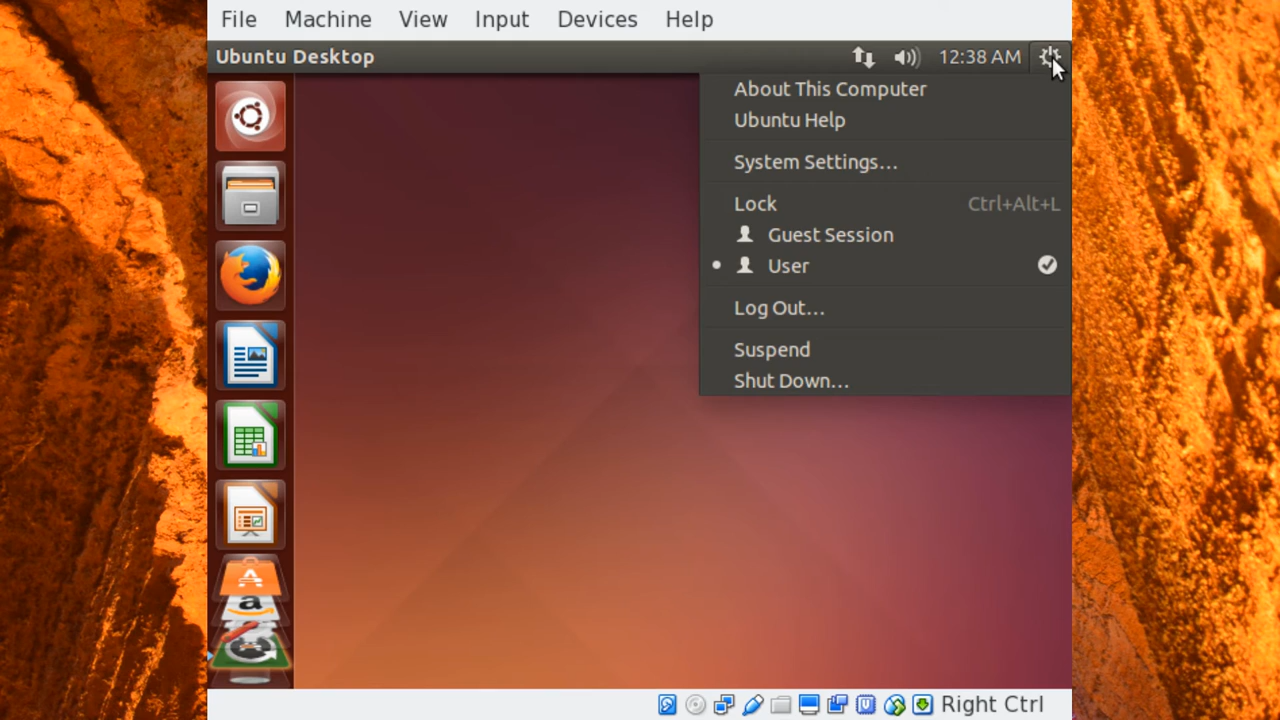 File Machine View Input Devices Help
Ubuntu Desktop 12:38 AM
About This Computer
Ubuntu Help
System Settings...
Lock Ctrl+Alt+L
Guest Session
User
Log Out...
Suspend
Shut Down...
A
a
Right Ctrl